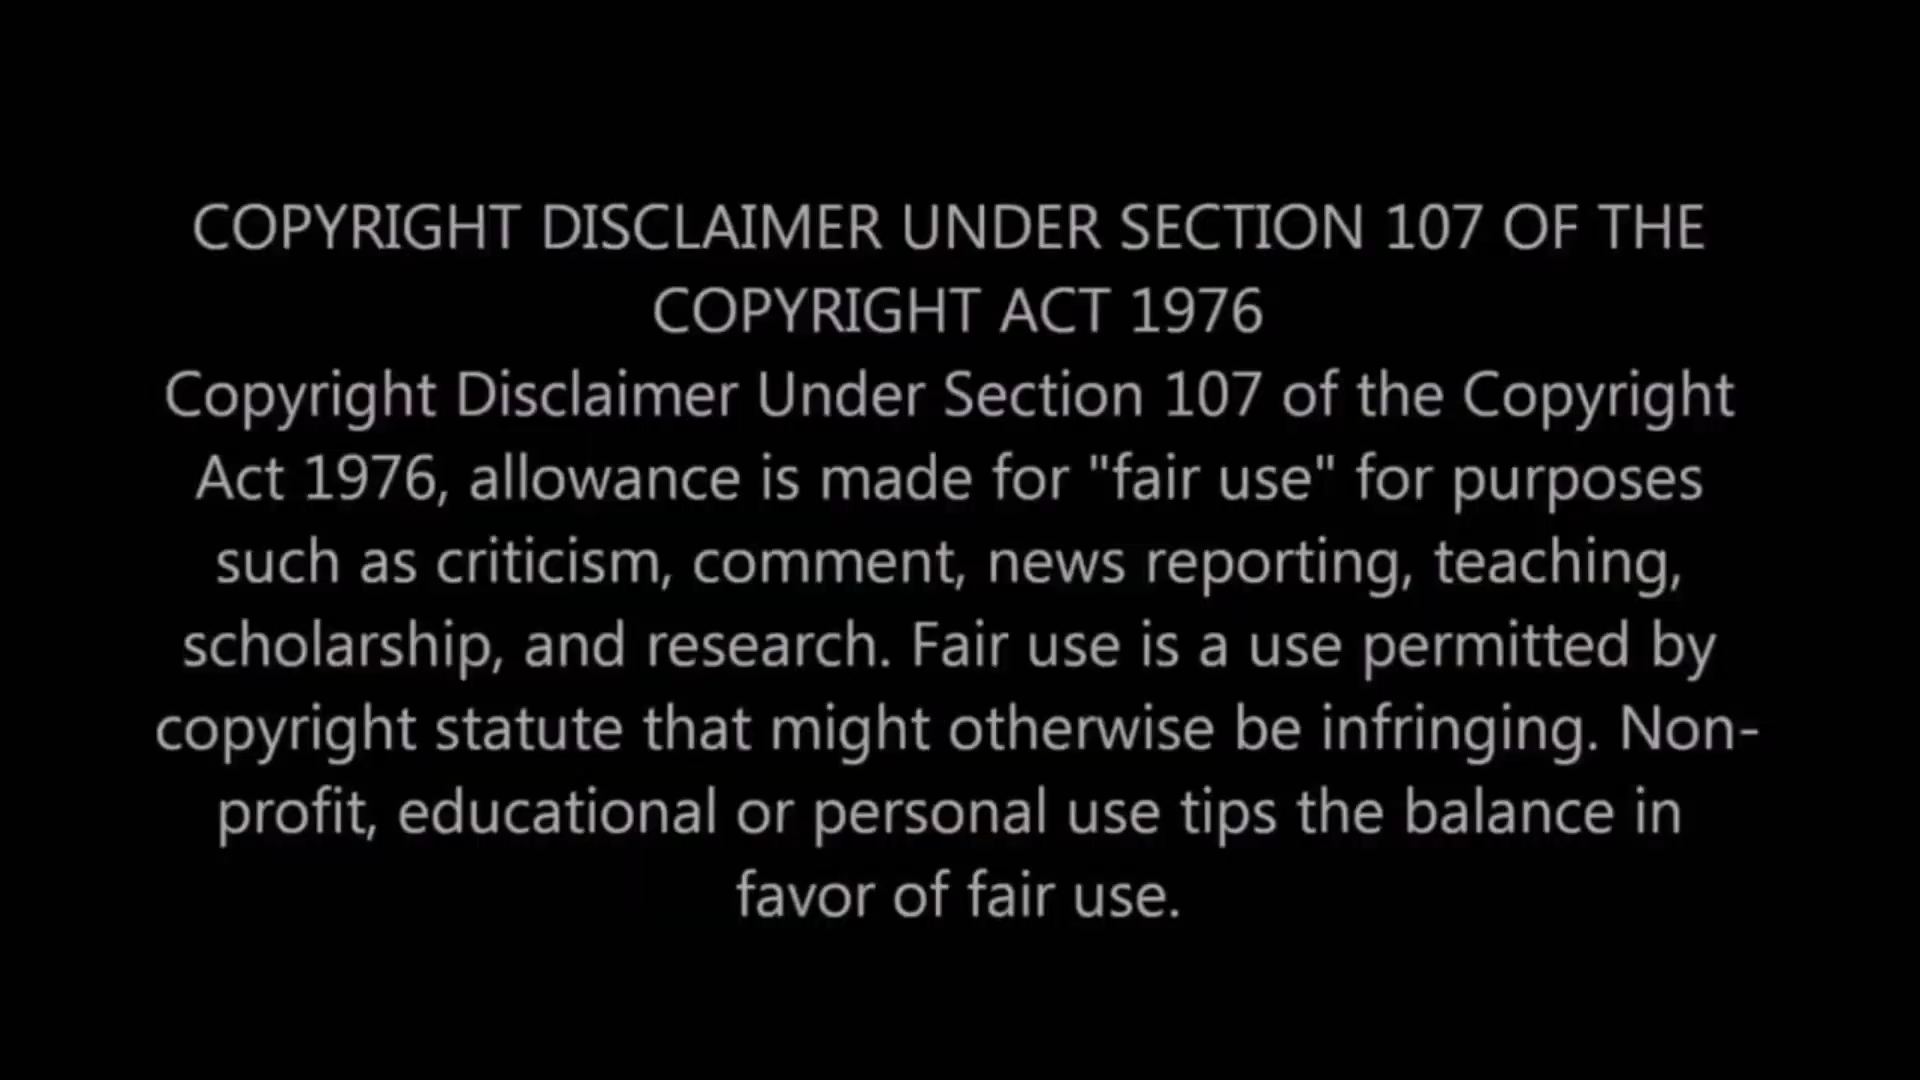 COPYRIGHT DISCLAIMER UNDER SECTION 107 OF THE
COPYRIGHT ACT 1976
Copyright Disclaimer Under Section 107 of the Copyright
Act 1976, allowance is made for "fair use" for purposes
such as criticism, comment, news reporting, teaching,
scholarship, and research. Fair use is a use permitted by
copyright statute that might otherwise be infringing. Non-
profit, educational or personal use tips the balance in
favor of fair use.